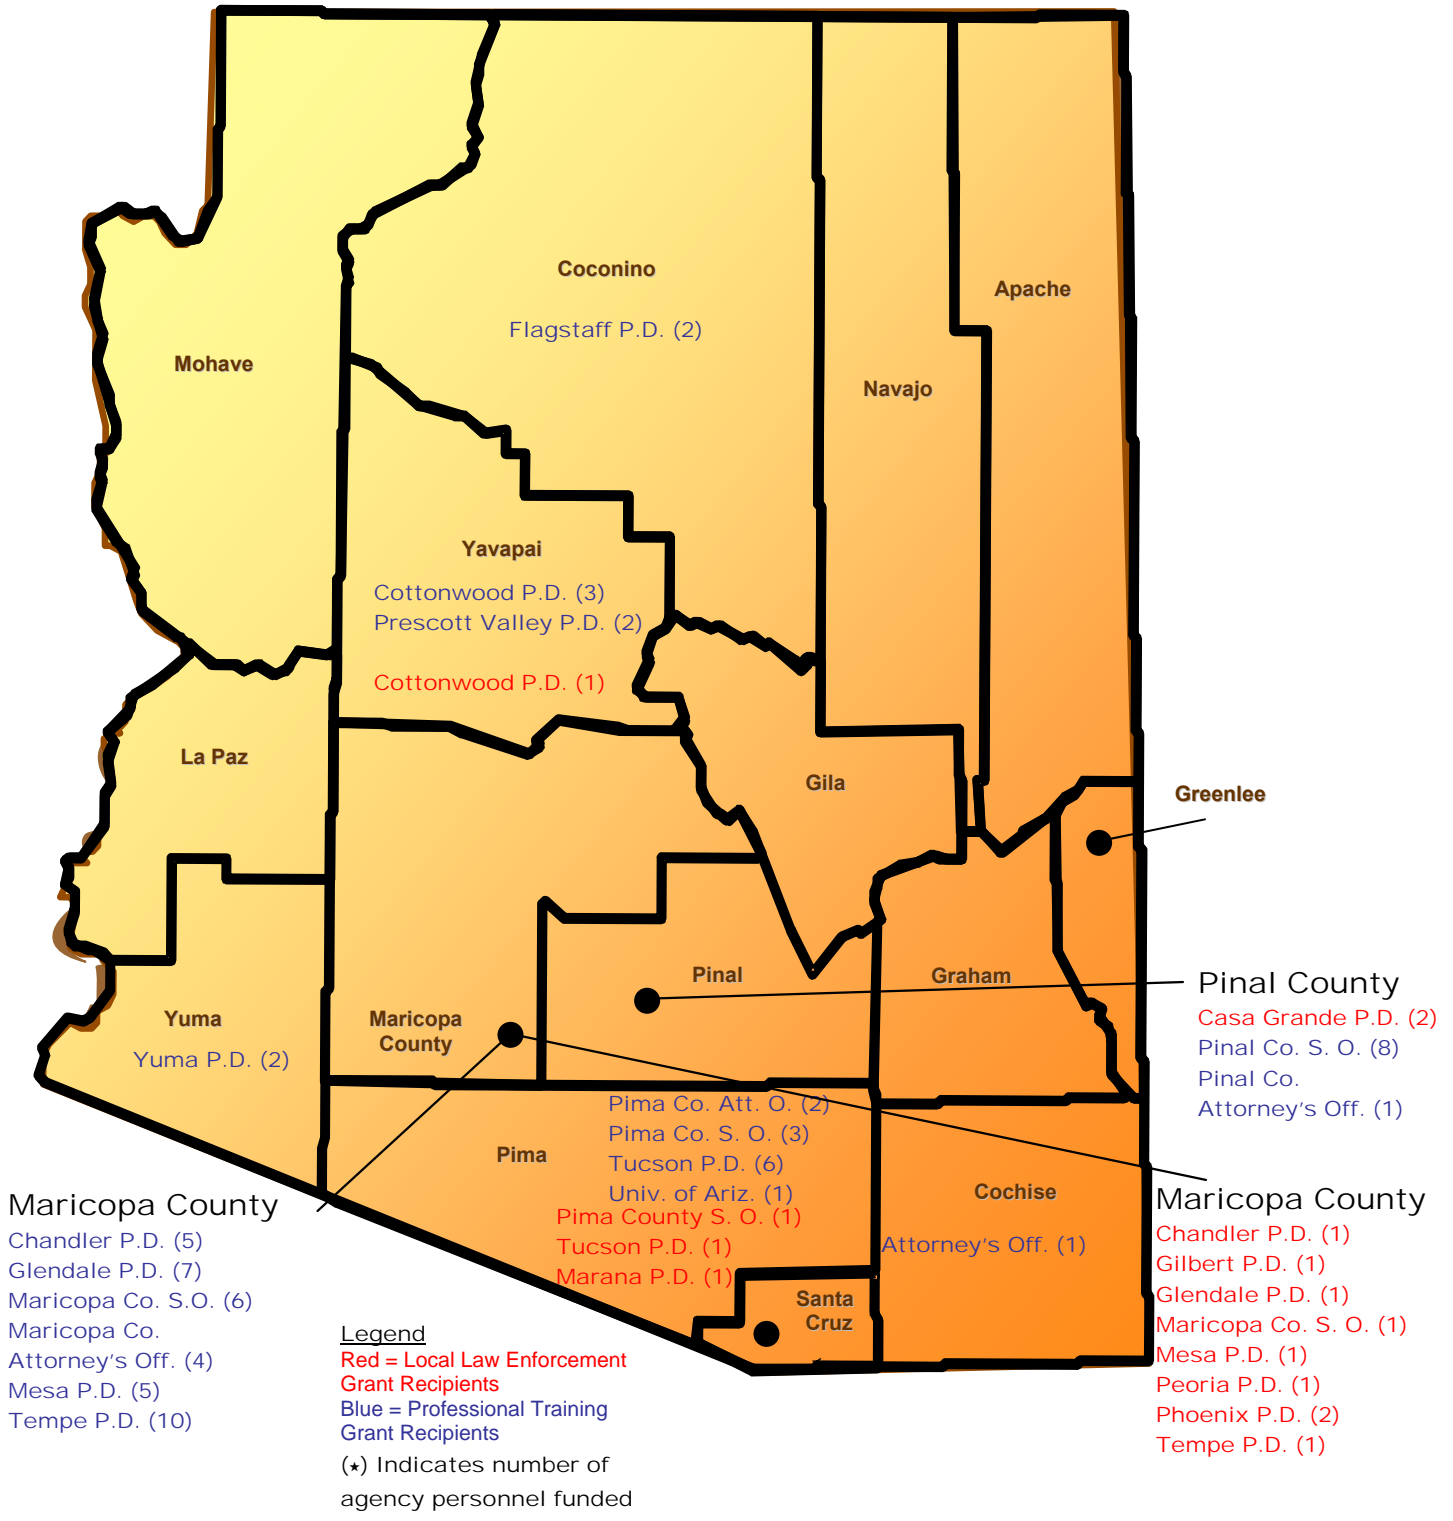 Coconino
Flagstaff P.D. (2)
Apache
Mohave
Navajo
Yavapai
Cottonwood P.D. (3)
Prescott Valley P.D. (2)
Cottonwood P.D. (1)
La Paz
Gila
Greenlee
Pinal
Graham
Yuma
Yuma P.D. (2)
Maricopa
County
Pinal County
Casa Grande P.D. (2)
Pinal Co. S. O. (8)
Pinal Co.
Attorney's Off. (1)
Pima
Pima Co. Att. O. (2)
Pima Co. S. O. (3)
Tucson P.D. (6)
Univ. of Ariz. (1)
Pima County S. O. (1)
Tucson P.D. (1)
Marana P.D. (1)
Cochise
Attorney's Off. (1)
Santa
Cruz
Maricopa County
Chandler P.D. (5)
Glendale P.D. (7)
Maricopa Co. S.O. (6)
Maricopa Co.
Attorney's Off. (4)
Mesa P.D. (5)
Tempe P.D. (10)
Legend
Red = Local Law Enforcement
Grant Recipients
Blue = Professional Training
Grant Recipients
(★) Indicates number of
agency personnel funded
Maricopa County
Chandler P.D. (1)
Gilbert P.D. (1)
Glendale P.D. (1)
Maricopa Co. S. O. (1)
Mesa P.D. (1)
Peoria P.D. (1)
Phoenix P.D. (2)
Tempe P.D. (1)